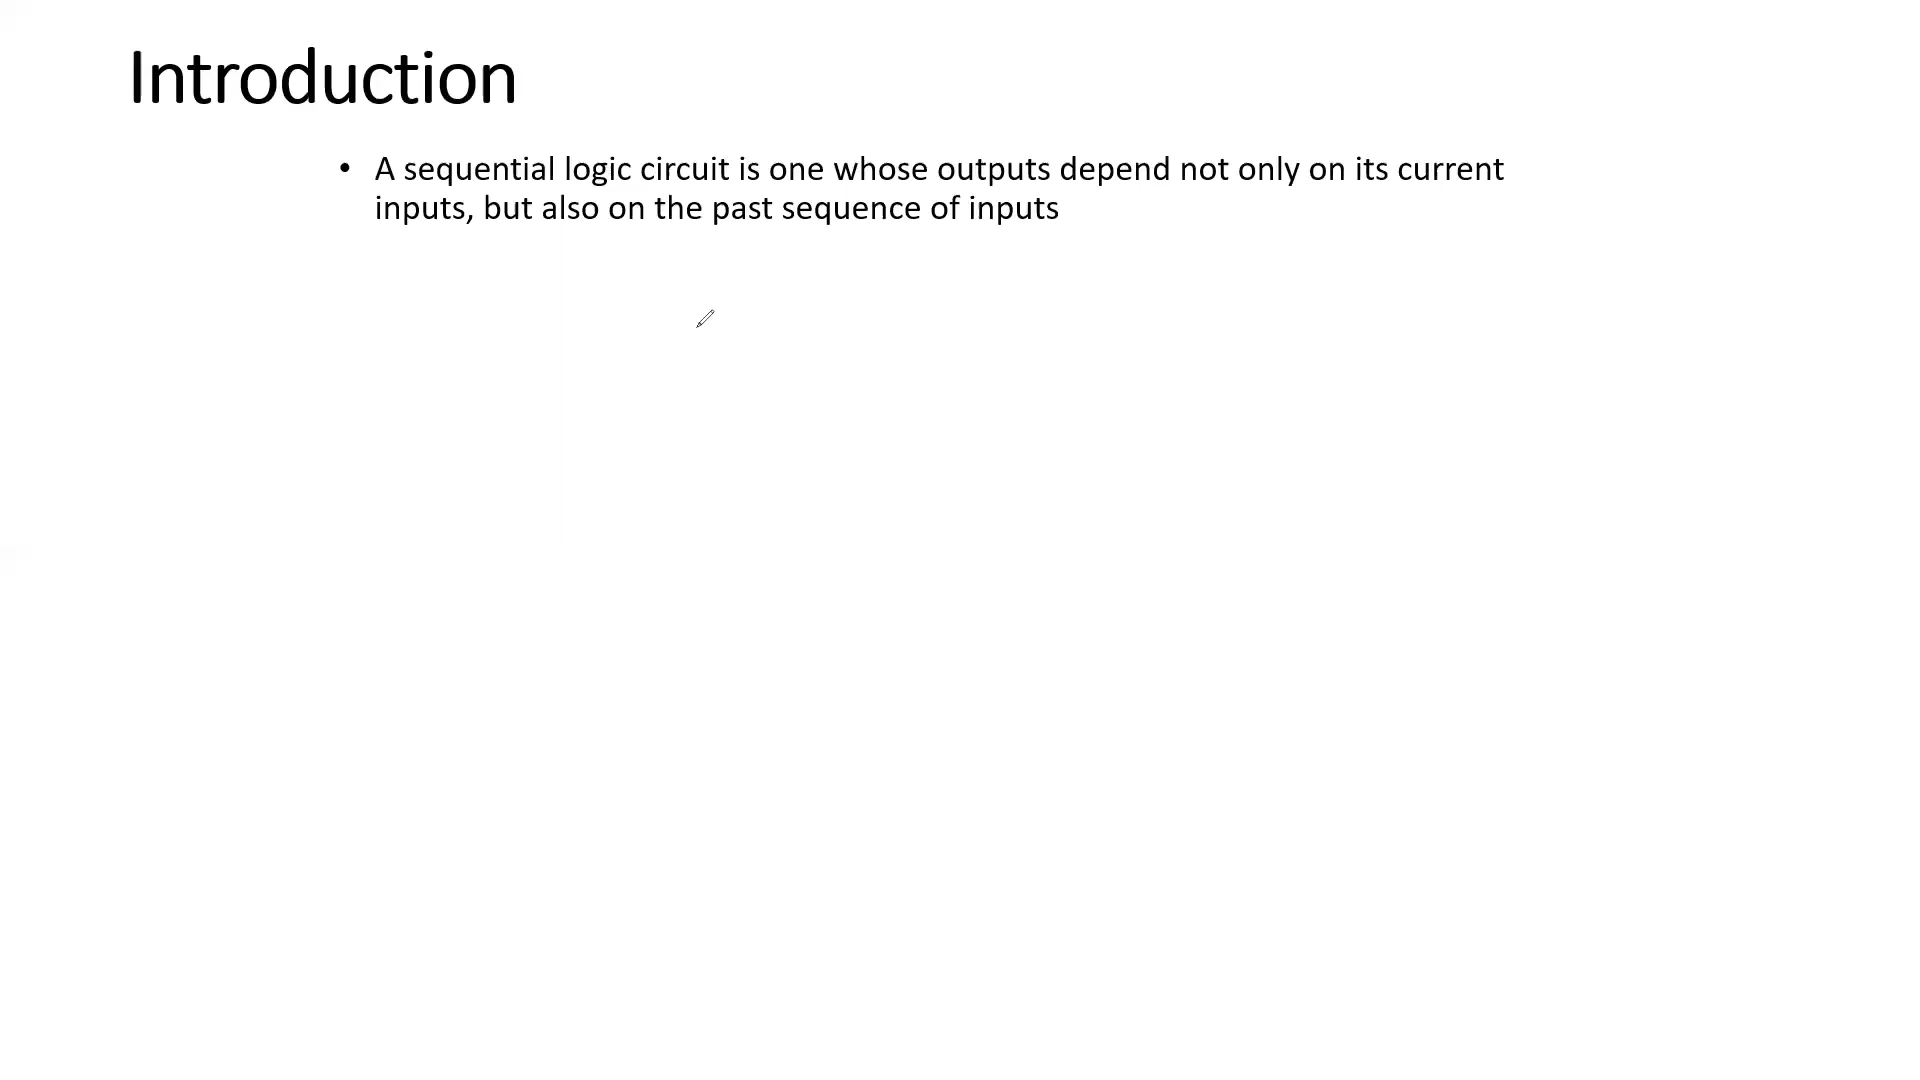 Introduction
• A sequential logic circuit is one whose outputs depend not only on its current
inputs, but also on the past sequence of inputs